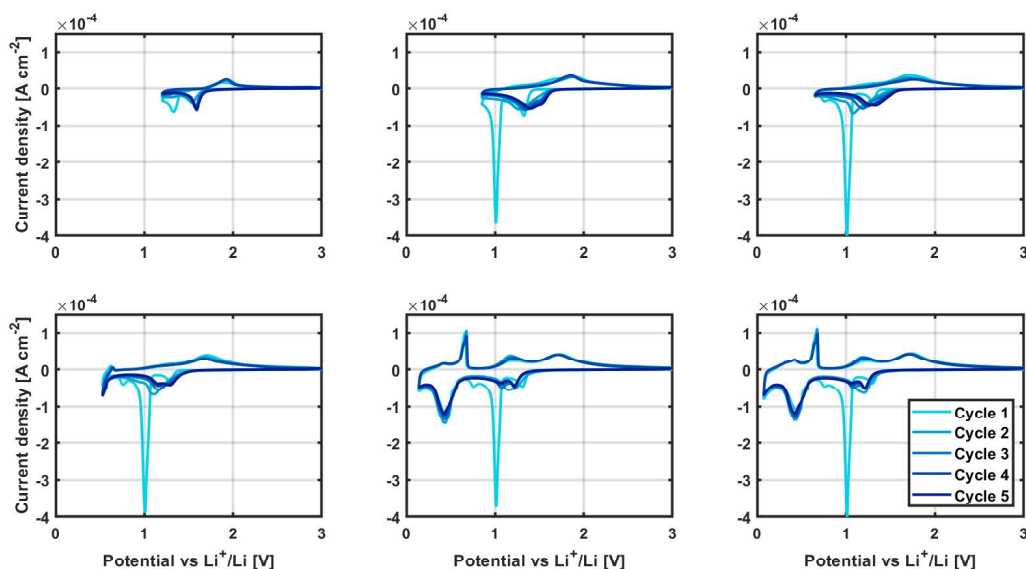 ×10⁻⁴ ×10⁻⁴ ×10⁻⁴
Current density [A cm⁻²]
1 1 1
0 0 0
-1 -1 -1
-2 -2 -2
-3 -3 -3
-4 -4 -4
0 1 2 3 0 1 2 3 0 1 2 3
×10⁻⁴ ×10⁻⁴ ×10⁻⁴
Current density [A cm⁻²]
1 1 1
0 0 0
-1 -1 -1
-2 -2 -2
-3 -3 -3
-4 -4 -4
Cycle 1
Cycle 2
Cycle 3
Cycle 4
Cycle 5
0 1 2 3 0 1 2 3 0 1 2 3
Potential vs Li⁺/Li [V] Potential vs Li⁺/Li [V] Potential vs Li⁺/Li [V]